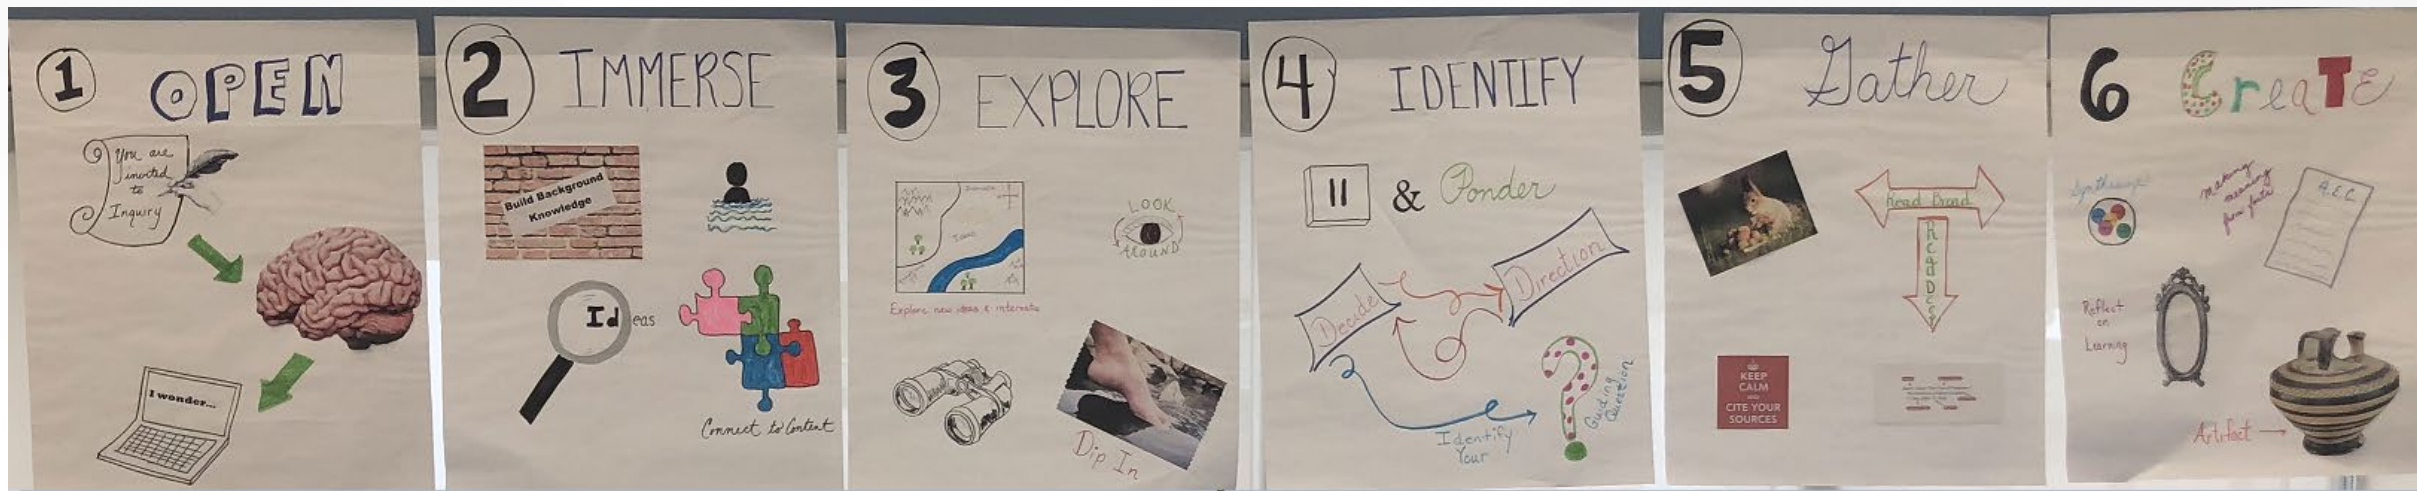 1 OPEN
You are
invited
to
Inquiry
I wonder...
2 IMMERSE
Build Background
Knowledge
Ideas
Connect to Content
3 EXPLORE
LOOK
AROUND
Explore new ideas & interests
Dip In
4 IDENTIFY
II & Ponder
Decide
Direction
Identify
Your
Guiding
Question
5 Gather
Read Broad
Read Deep
KEEP
CALM
AND
CITE YOUR
SOURCES
6 CreaTE
Synthesize
making
meaning
from facts
Reflect
on
Learning
Artifact